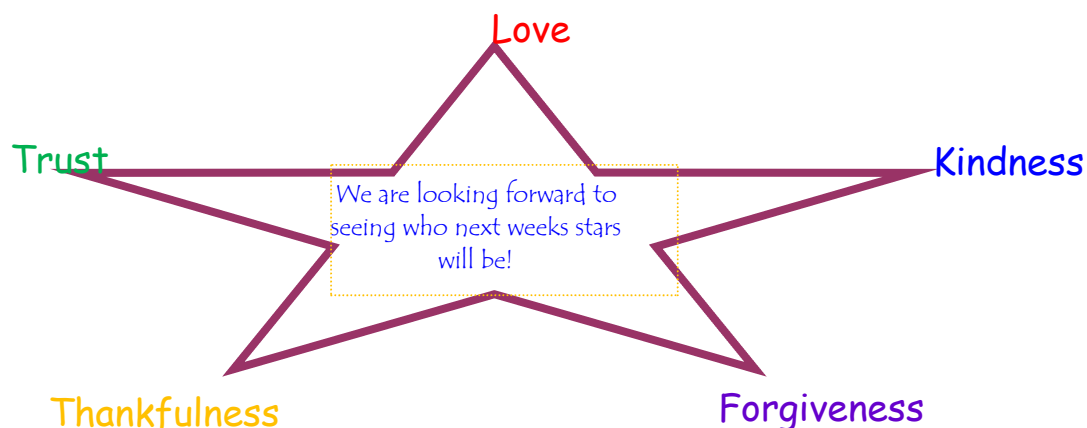 Love
Trust
Kindness
We are looking forward to
seeing who next weeks stars
will be!
Thankfulness
Forgiveness